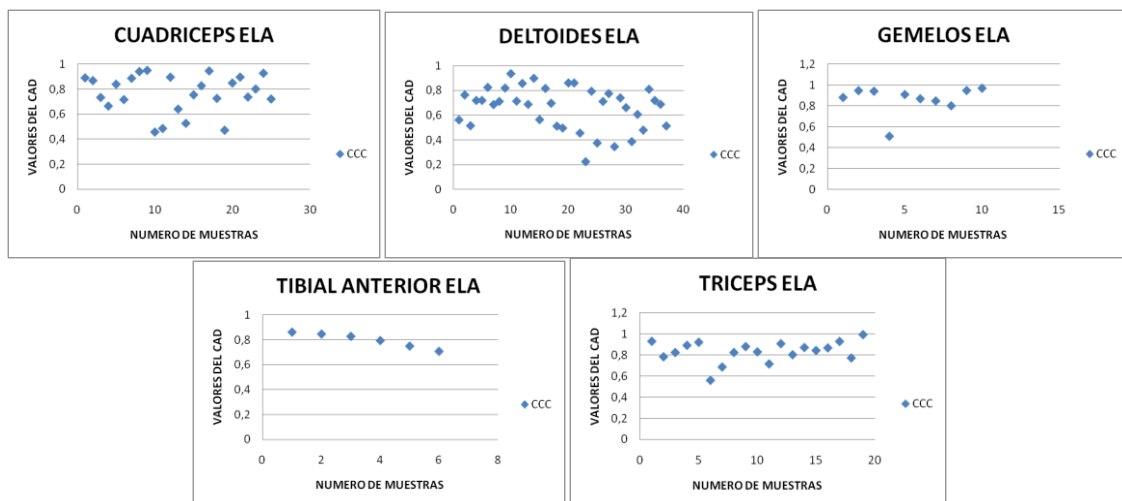 CUADRICEPS ELA
VALORES DEL CAD
1
0,8
0,6
0,4
0,2
0
0 10 20 30
NUMERO DE MUESTRAS
CCC
DELTOIDES ELA
VALORES DEL CAD
1
0,8
0,6
0,4
0,2
0
0 10 20 30 40
NUMERO DE MUESTRAS
CCC
GEMELOS ELA
VALORES DEL CAD
1,2
1
0,8
0,6
0,4
0,2
0
0 5 10 15
NUMERO DE MUESTRAS
CCC
TIBIAL ANTERIOR ELA
VALORES DEL CAD
1
0,8
0,6
0,4
0,2
0
0 2 4 6 8
NUMERO DE MUESTRAS
CCC
TRICEPS ELA
VALORES DEL CAD
1,2
1
0,8
0,6
0,4
0,2
0
0 5 10 15 20
NUMERO DE MUESTRAS
CCC